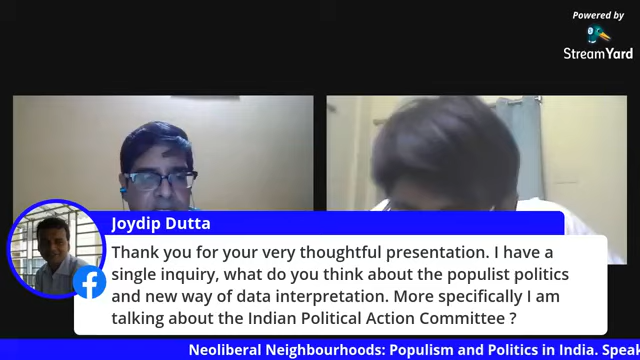 Powered by
StreamYard
Joydip Dutta
Thank you for your very thoughtful presentation. I have a
single inquiry, what do you think about the populist politics
and new way of data interpretation. More specifically I am
talking about the Indian Political Action Committee ?
Neoliberal Neighbourhoods: Populism and Politics in India. Speak